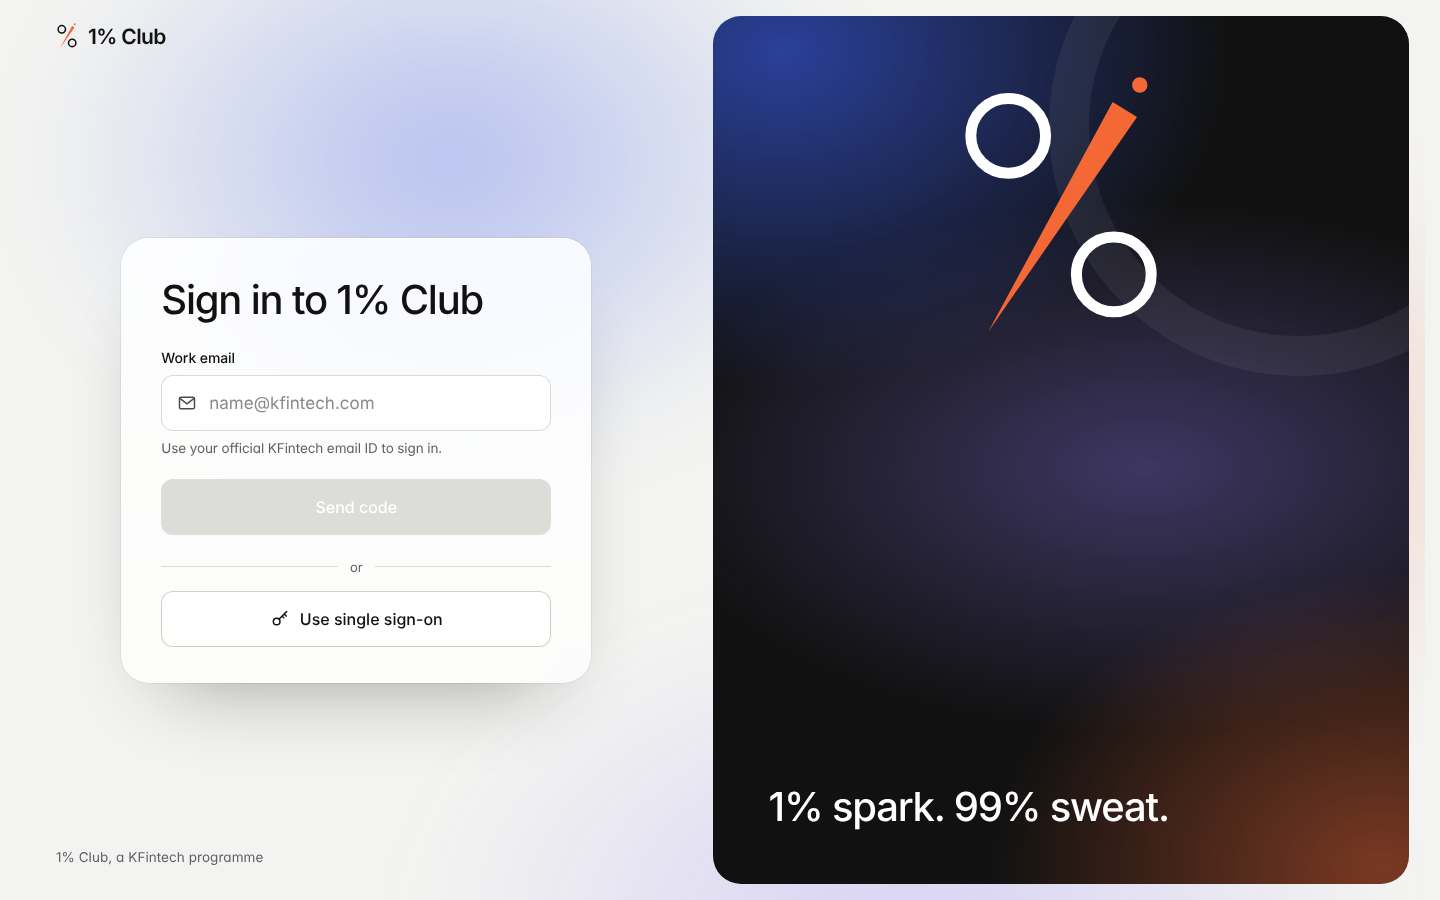 1% Club
Sign in to 1% Club
Work email
name@kfintech.com
Use your official KFintech email ID to sign in.
Send code
or
Use single sign-on
1% Club, a KFintech programme
1% spark. 99% sweat.